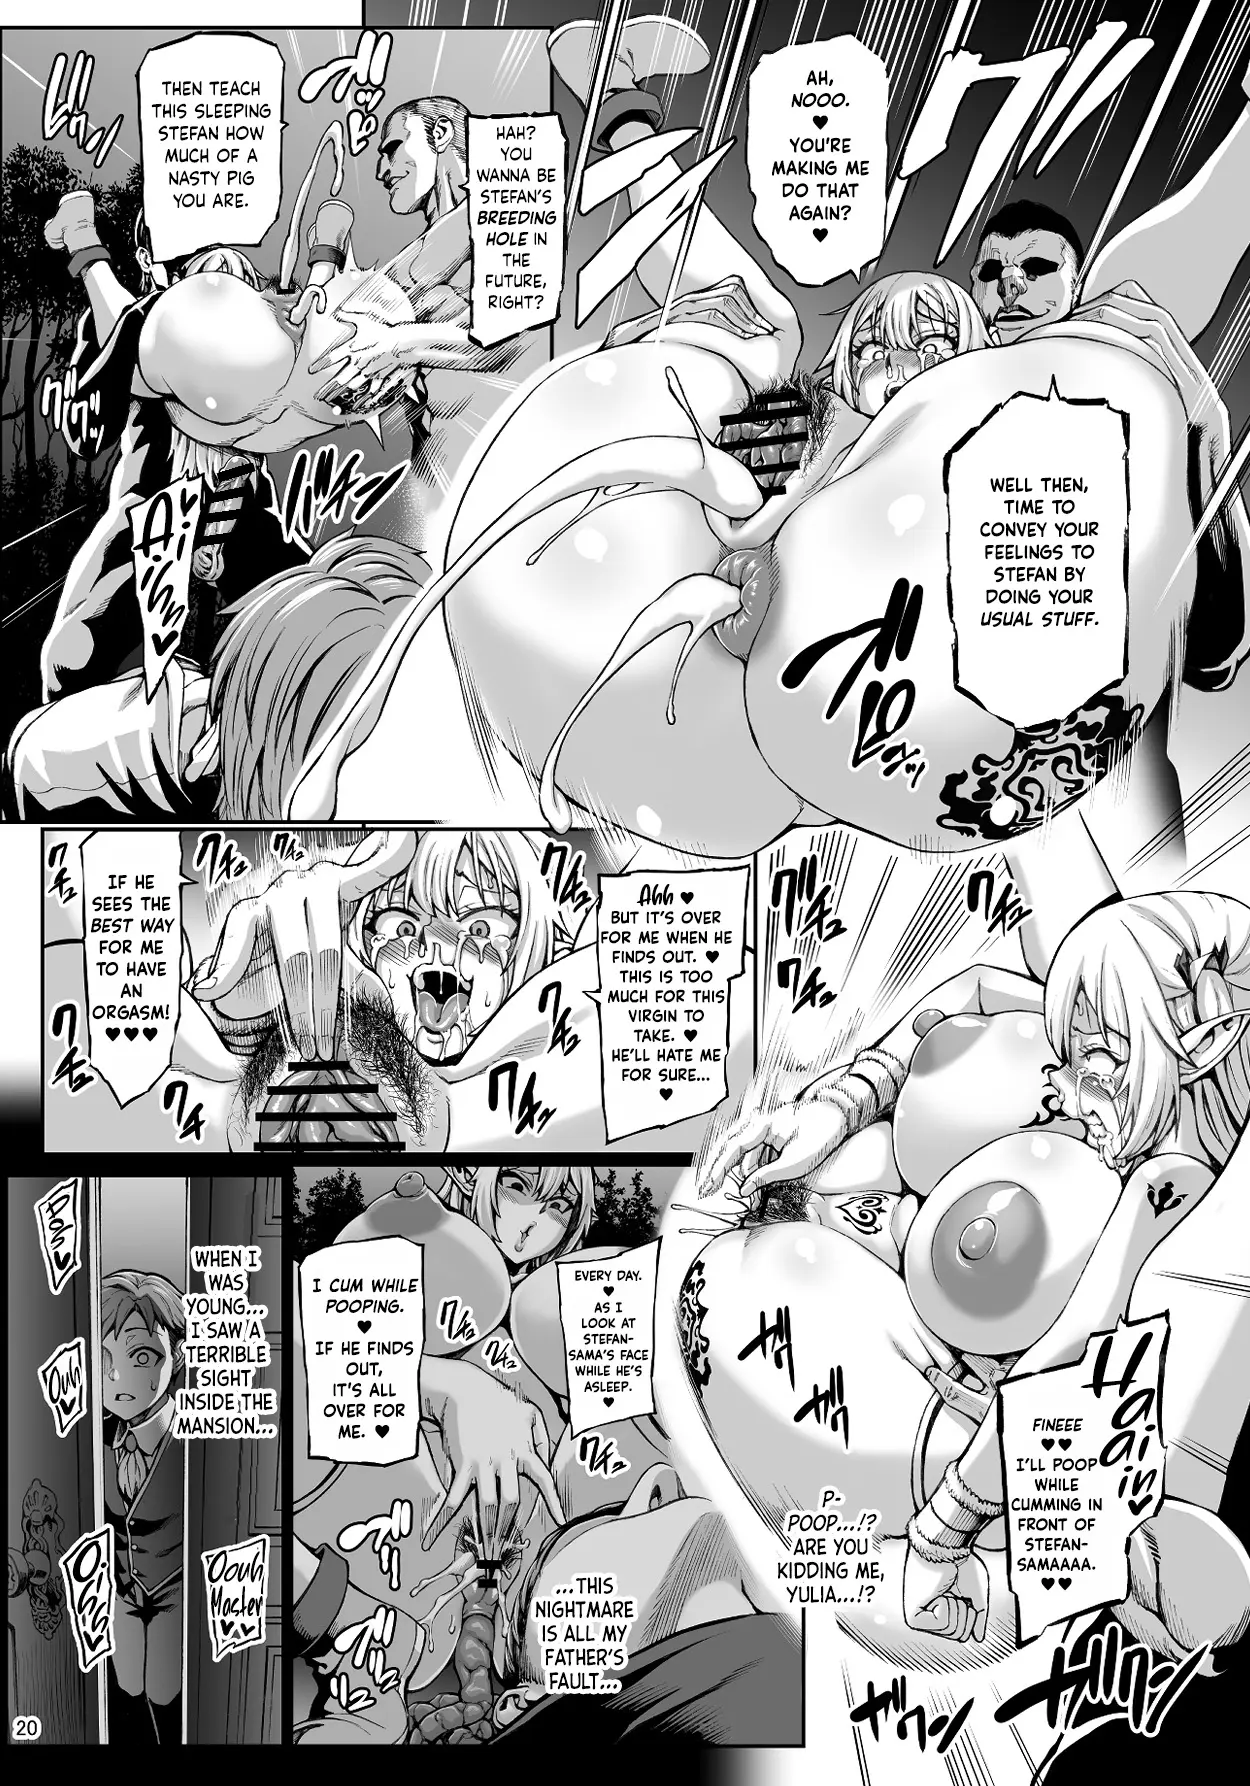 AH,
NOOO.
♥
YOU'RE
MAKING ME
DO THAT
AGAIN?
♥
WELL THEN,
TIME TO
CONVEY YOUR
FEELINGS TO
STEFAN BY
DOING YOUR
USUAL STUFF.
HAH?
YOU
WANNA BE
STEFAN'S
BREEDING
HOLE IN
THE
FUTURE,
RIGHT?
THEN TEACH
THIS SLEEPING
STEFAN HOW
MUCH OF A
NASTY PIG
YOU ARE.
Ahh ♥
BUT IT'S OVER
FOR ME WHEN HE
FINDS OUT. ♥
THIS IS TOO
MUCH FOR THIS
VIRGIN TO
TAKE. ♥
HE'LL HATE ME
FOR SURE...
♥
IF HE
SEES THE
BEST WAY
FOR ME
TO HAVE
AN
ORGASM!
♥♥♥
FINEEE
♥♥
I'LL POOP
WHILE
CUMMING IN
FRONT OF
STEFAN-
SAMAAAA.
♥♥
P-
POOP...!?
ARE YOU
KIDDING ME,
YULIA...!?
EVERY DAY.
♥
AS I
LOOK AT
STEFAN-
SAMA'S FACE
WHILE HE'S
ASLEEP.
♥
I CUM WHILE
POOPING.
♥
IF HE FINDS
OUT,
IT'S ALL
OVER FOR
ME. ♥
...THIS
NIGHTMARE
IS ALL MY
FATHER'S
FAULT...
WHEN I
WAS
YOUNG...
I SAW A
TERRIBLE
SIGHT
INSIDE THE
MANSION...
Ouh
♥
Oouh
Master
♥♥
20